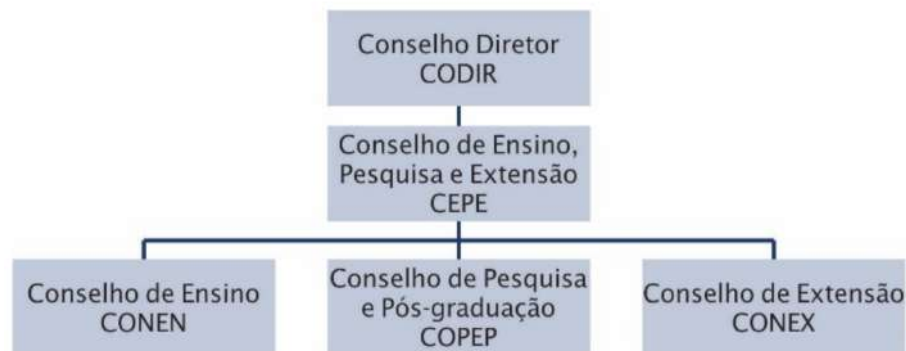 Conselho Diretor
CODIR
Conselho de Ensino,
Pesquisa e Extensão
CEPE
Conselho de Ensino
CONEN
Conselho de Pesquisa
e Pós-graduação
COPEP
Conselho de Extensão
CONEX